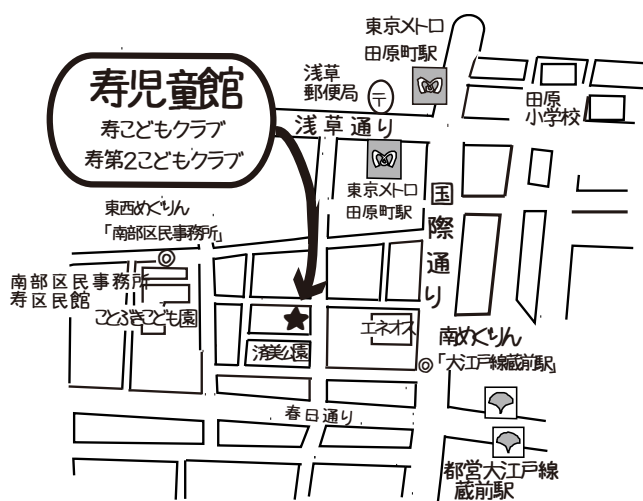 東京メトロ
田原町駅
浅草
郵便局
〒
寿児童館
寿こどもクラブ
寿第2こどもクラブ
田原
小学校
浅草通り
東京メトロ
田原町駅
国際通り
東西めぐりん
「南部区民事務所」
南部区民事務所
寿区民館
ことぶきこども園
済美公園
エネオス
南めぐりん
「大江戸線蔵前駅」
春日通り
都営大江戸線
蔵前駅